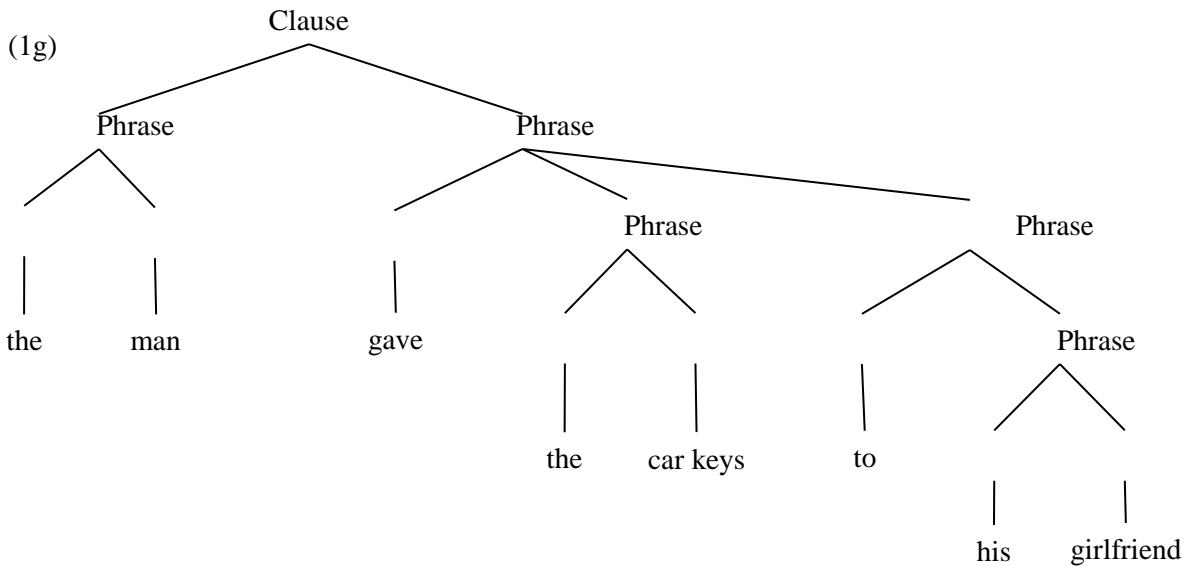 Clause
(1g)
Phrase Phrase
Phrase Phrase
the man gave Phrase
the car keys to
his girlfriend